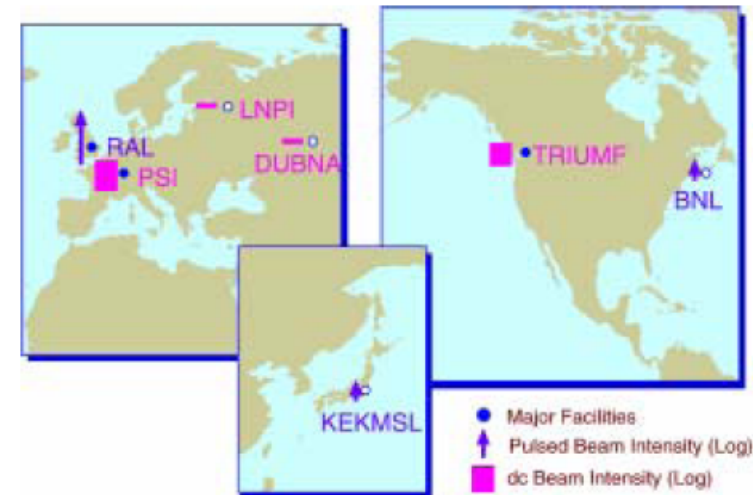 LNPI
RAL
DUBNA
PSI
TRIUMF
BNL
KEKMSL
Major Facilities
Pulsed Beam Intensity (Log)
dc Beam Intensity (Log)